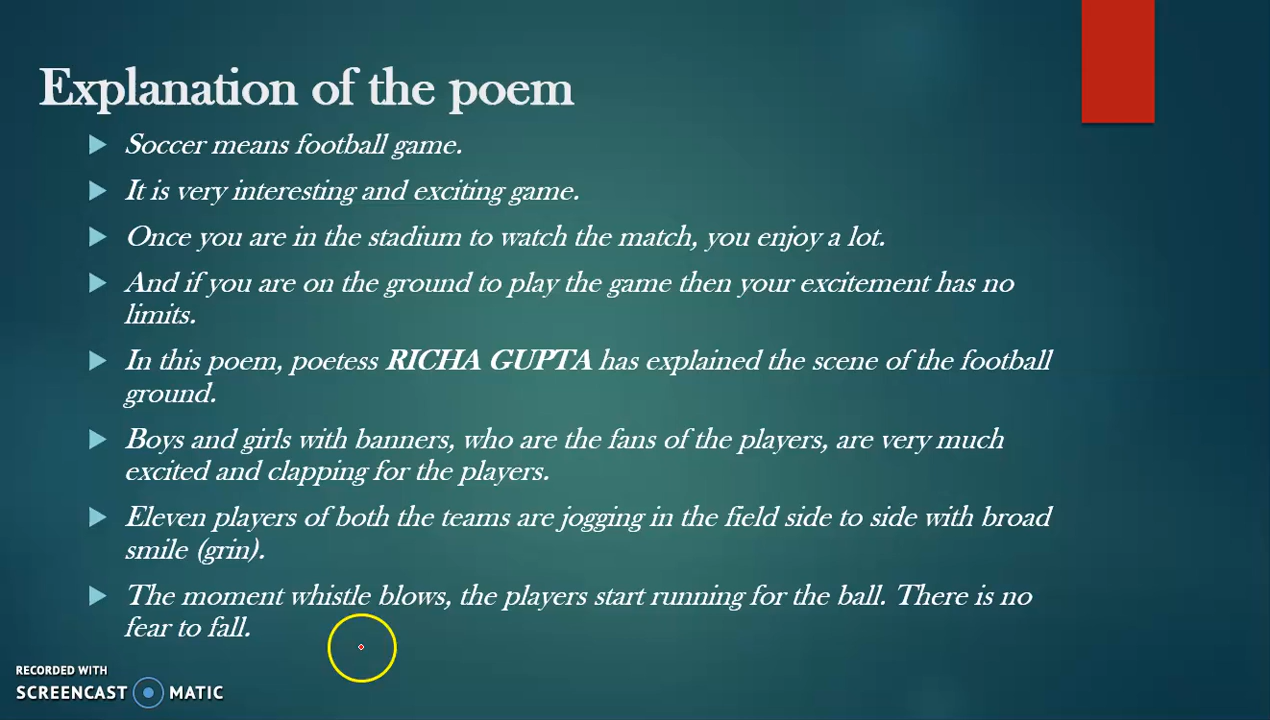 Explanation of the poem
Soccer means football game.
It is very interesting and exciting game.
Once you are in the stadium to watch the match, you enjoy a lot.
And if you are on the ground to play the game then your excitement has no
limits.
In this poem, poetess RICHA GUPTA has explained the scene of the football
ground.
Boys and girls with banners, who are the fans of the players, are very much
excited and clapping for the players.
Eleven players of both the teams are jogging in the field side to side with broad
smile (grin).
The moment whistle blows, the players start running for the ball. There is no
fear to fall.
RECORDED WITH
SCREENCAST MATIC